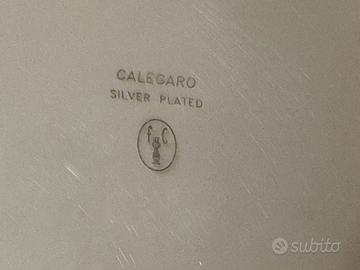 CALEGARO
SILVER PLATED
f C
subito